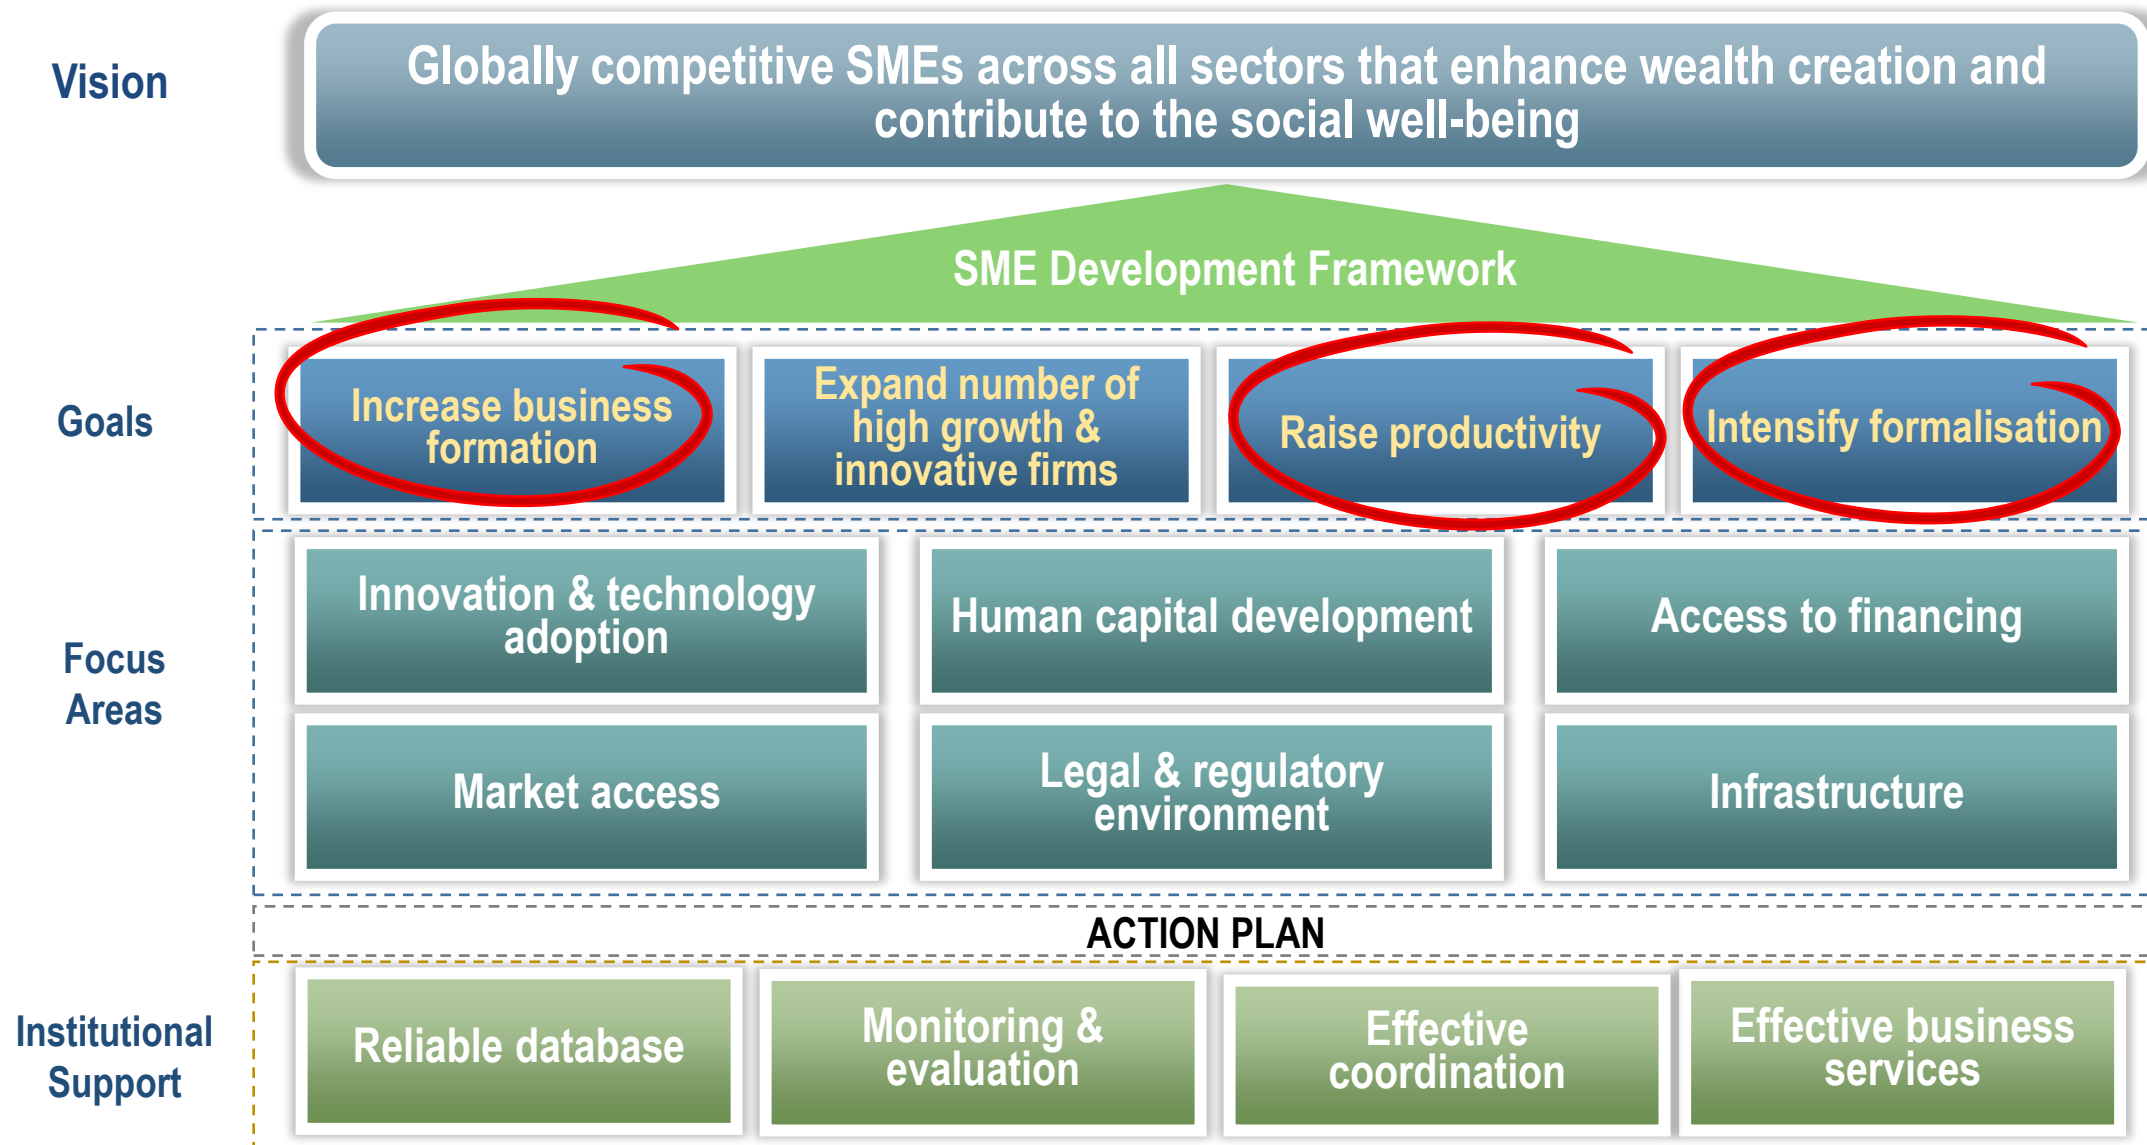 Vision
Globally competitive SMEs across all sectors that enhance wealth creation and
contribute to the social well-being
SME Development Framework
Goals
Increase business
formation
Expand number of
high growth &
innovative firms
Raise productivity
Intensify formalisation
Focus
Areas
Innovation & technology
adoption
Human capital development
Access to financing
Market access
Legal & regulatory
environment
Infrastructure
ACTION PLAN
Institutional
Support
Reliable database
Monitoring &
evaluation
Effective
coordination
Effective business
services